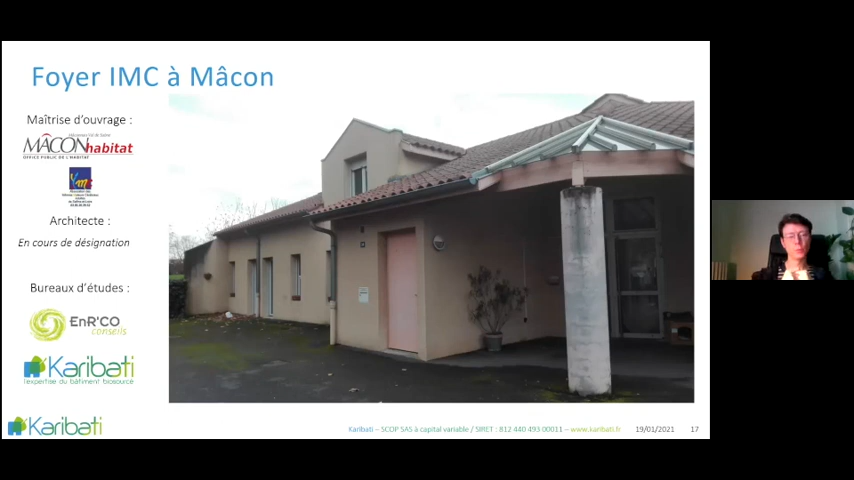 Foyer IMC à Mâcon
Maîtrise d'ouvrage :
MÂCONhabitat
OFFICE PUBLIC DE L'HABITAT
Architecte :
En cours de désignation
Bureaux d'études :
EnR'CO
conseils
Karibati
l'expertise du bâtiment biosourcé
Karibati
Karibati – SCOP SAS à capital variable / SIRET : 812 440 493 00011 – www.karibati.fr
19/01/2021
17